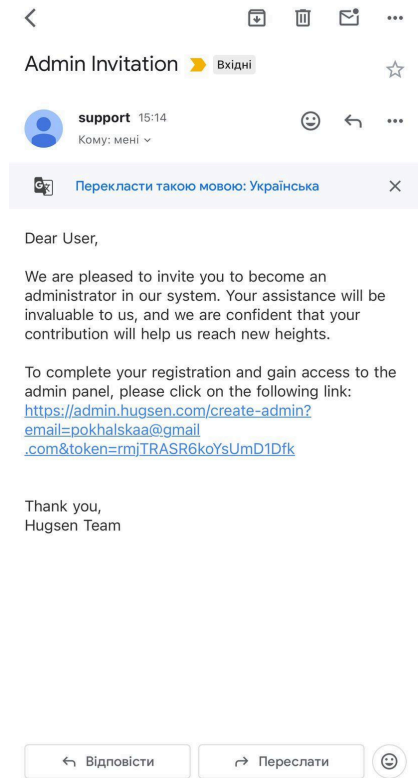 Admin Invitation Вхідні
support 15:14
Кому: мені
Перекласти такою мовою: Українська
Dear User,
We are pleased to invite you to become an
administrator in our system. Your assistance will be
invaluable to us, and we are confident that your
contribution will help us reach new heights.
To complete your registration and gain access to the
admin panel, please click on the following link:
https://admin.hugsen.com/create-admin?
email=pokhalskaa@gmail
.com&token=rmjTRASR6koYsUmD1Dfk
Thank you,
Hugsen Team
Відповісти Переслати